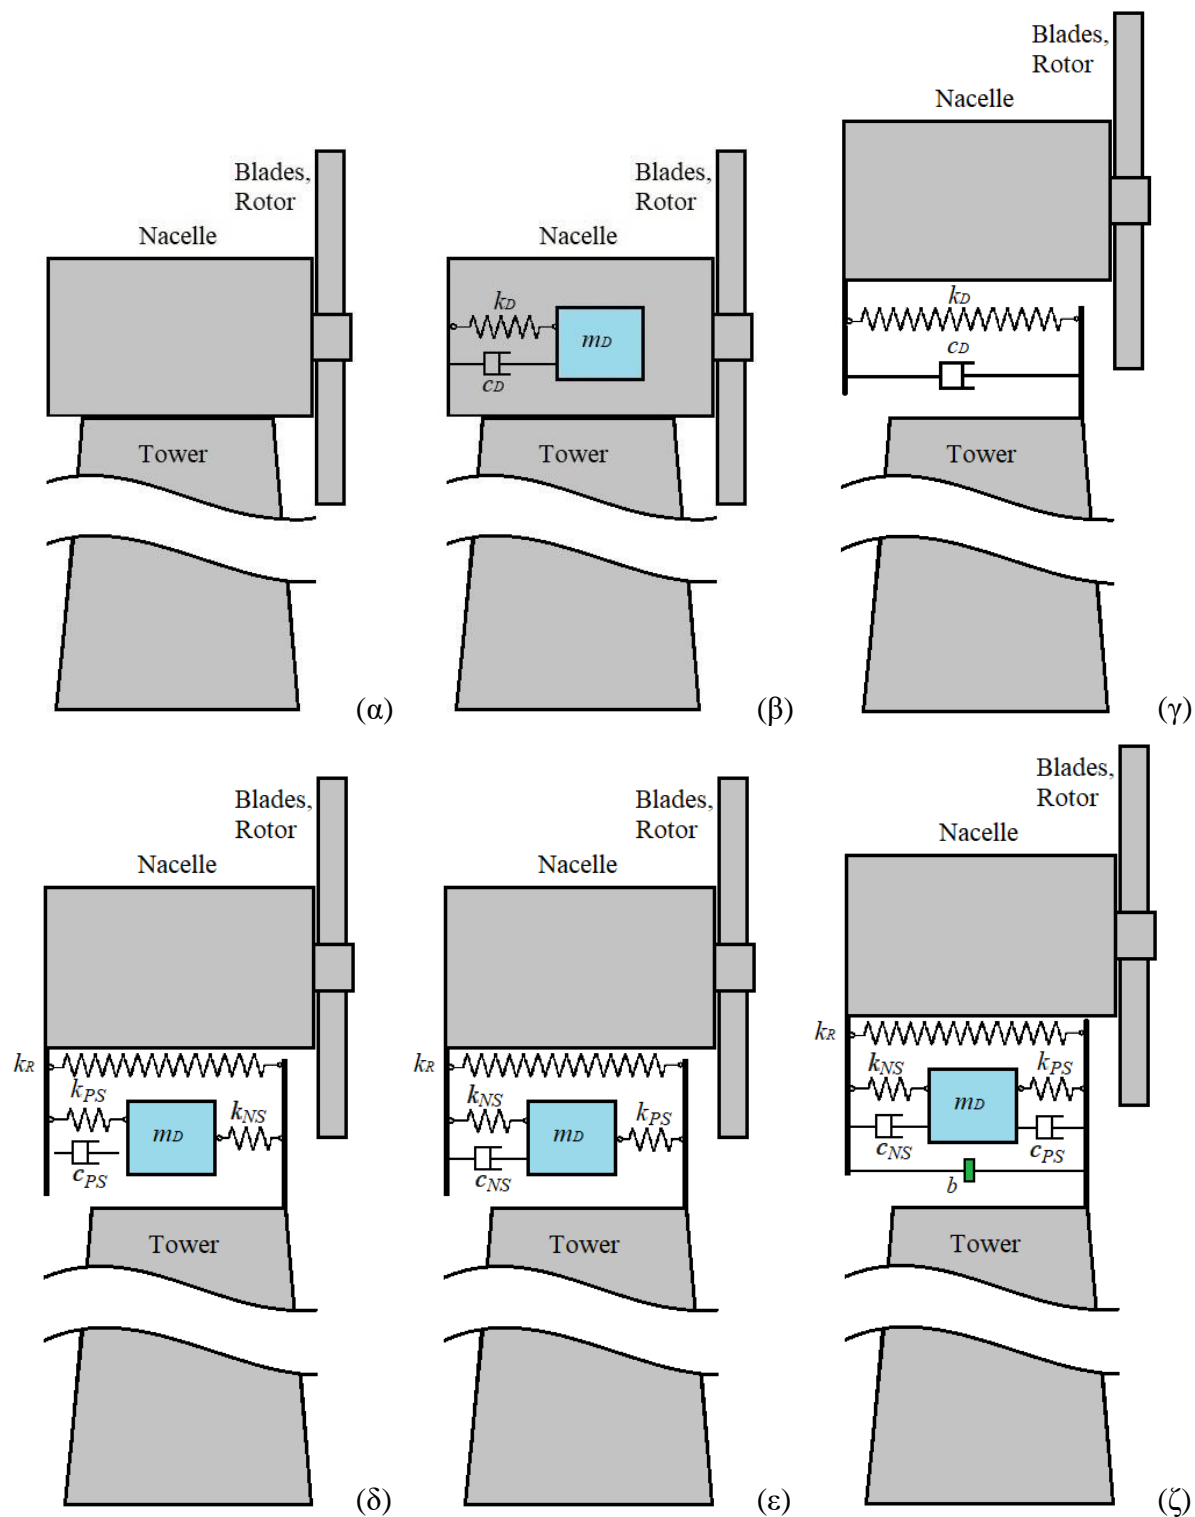 Blades,
Rotor
Nacelle
Tower
(α)
Blades,
Rotor
Nacelle
kD
mD
cD
Tower
(β)
Blades,
Rotor
Nacelle
kD
cD
Tower
(γ)
Blades,
Rotor
Nacelle
kR
kPS
kNS
mD
cPS
Tower
(δ)
Blades,
Rotor
Nacelle
kR
kNS
kPS
mD
cNS
Tower
(ε)
Blades,
Rotor
Nacelle
kR
kNS
kPS
mD
cNS
cPS
b
Tower
(ζ)